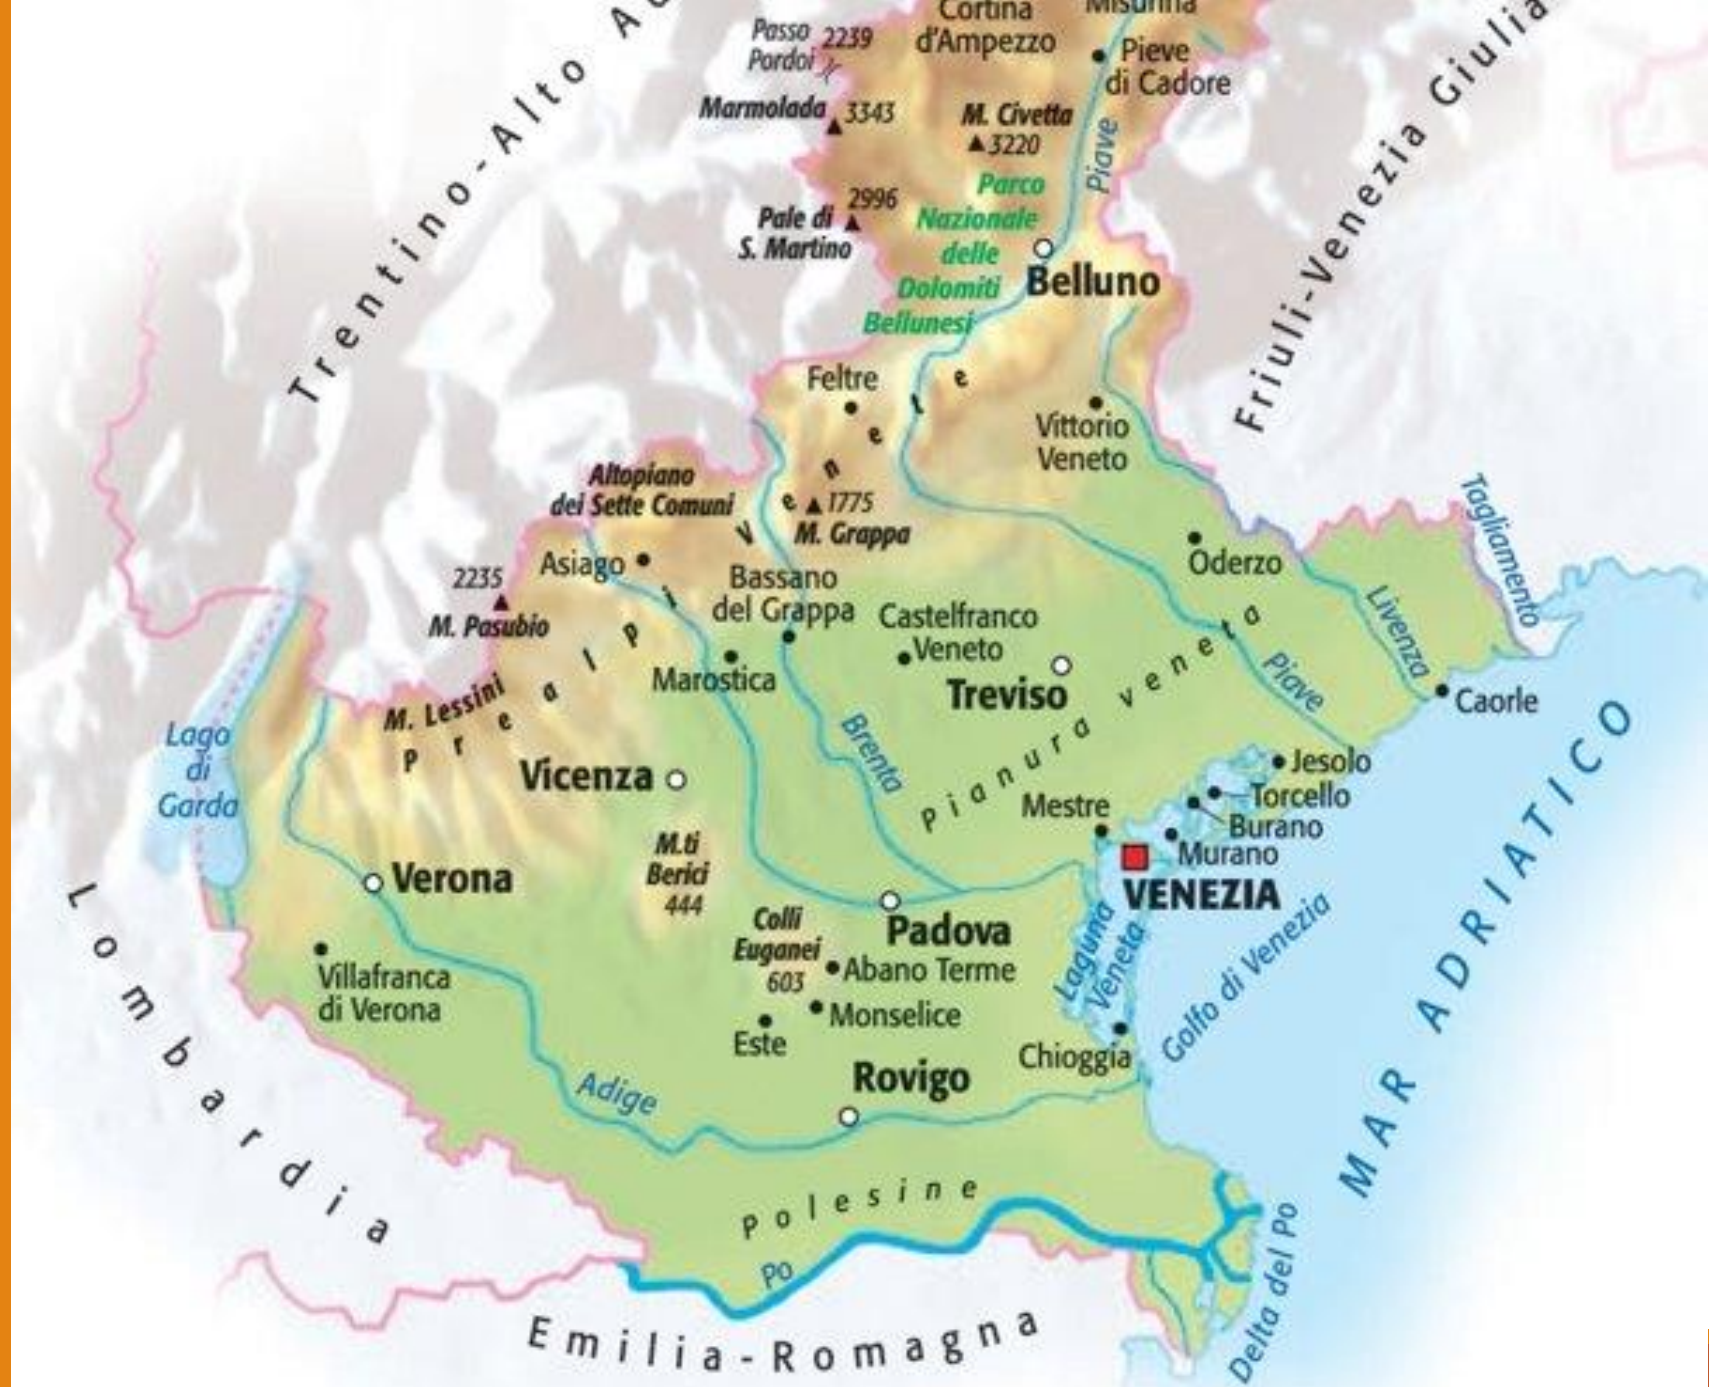 Trentino-Alto A
Passo
Pordoi
2239
Cortina
d'Ampezzo
Misurina
Pieve
di Cadore
Marmolada
3343
M. Civetta
3220
Piave
Parco
Nazionale
delle
Dolomiti
Bellunesi
2996
Pale di
S. Martino
Belluno
Friuli-Venezia Giulia
Feltre
Vittorio
Veneto
Altopiano
dei Sette Comuni
1775
M. Grappa
Prealpi Venete
Tagliamento
Oderzo
Asiago
2235
M. Pasubio
Bassano
del Grappa
Castelfranco
Veneto
Livenza
Marostica
Treviso
Piave
Caorle
M. Lessini
Lago
di
Garda
Brenta
Pianura veneta
Vicenza
Jesolo
Torcello
Burano
Murano
Mestre
M.ti
Berici
444
Verona
VENEZIA
Padova
Colli
Euganei
603
Abano Terme
Laguna
Veneta
Golfo di Venezia
MAR ADRIATICO
Villafranca
di Verona
Monselice
Este
Chioggia
Rovigo
Adige
Lombardia
Polesine
Po
Delta del Po
Emilia-Romagna